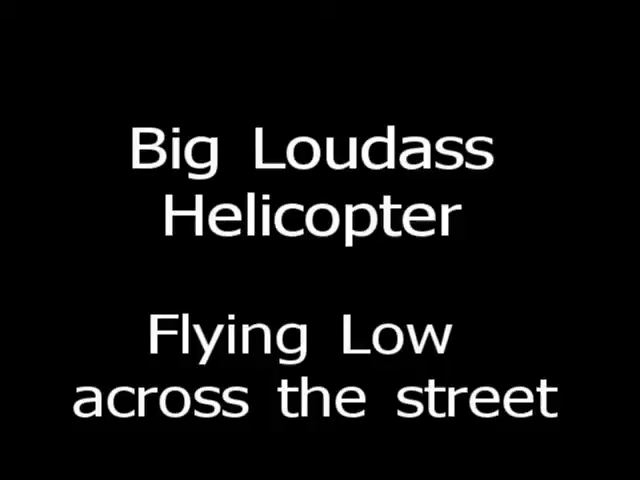 Big Loudass
Helicopter
Flying Low
across the street